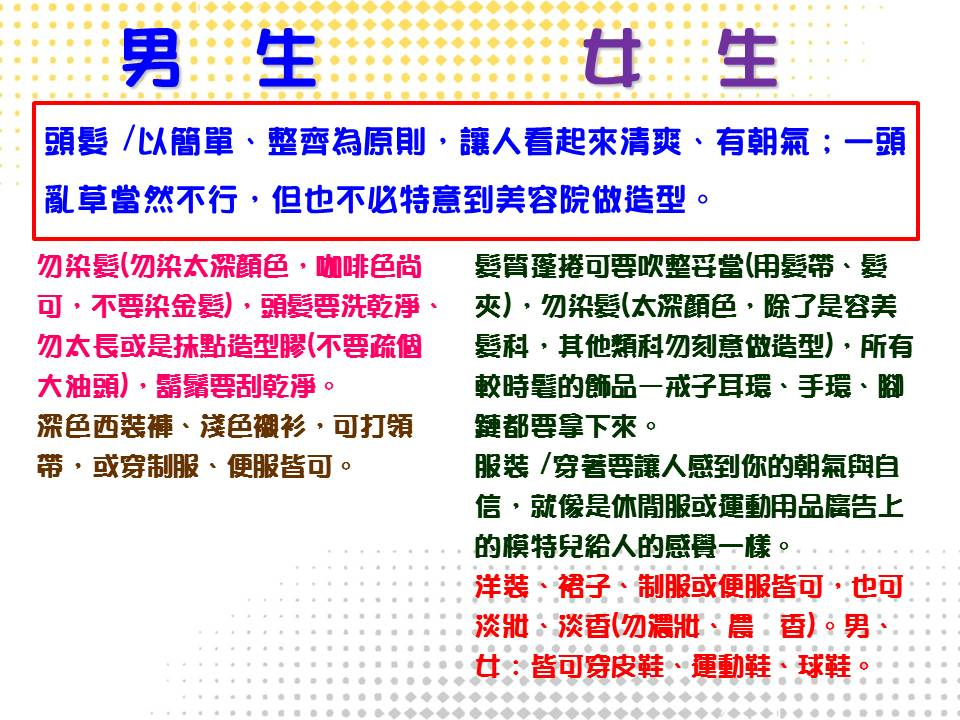 男 生
女 生
頭髮 /以簡單、整齊為原則，讓人看起來清爽、有朝氣；一頭
亂草當然不行，但也不必特意到美容院做造型。
勿染髮(勿染太深顏色，咖啡色尚
可，不要染金髮)，頭髮要洗乾淨、
勿太長或是抹點造型膠(不要疏個
大油頭)，鬍鬚要刮乾淨。
深色西裝褲、淺色襯衫，可打領
帶，或穿制服、便服皆可。
髮質蓬捲可要吹整妥當(用髮帶、髮
夾)，勿染髮(太深顏色，除了是容美
髮科，其他類科勿刻意做造型)，所有
較時髦的飾品—戒子耳環、手環、腳
鏈都要拿下來。
服裝 /穿著要讓人感到你的朝氣與自
信，就像是休閒服或運動用品廣告上
的模特兒給人的感覺一樣。
洋裝、裙子、制服或便服皆可，也可
淡妝、淡香(勿濃妝、農　香)。男、
女：皆可穿皮鞋、運動鞋、球鞋。